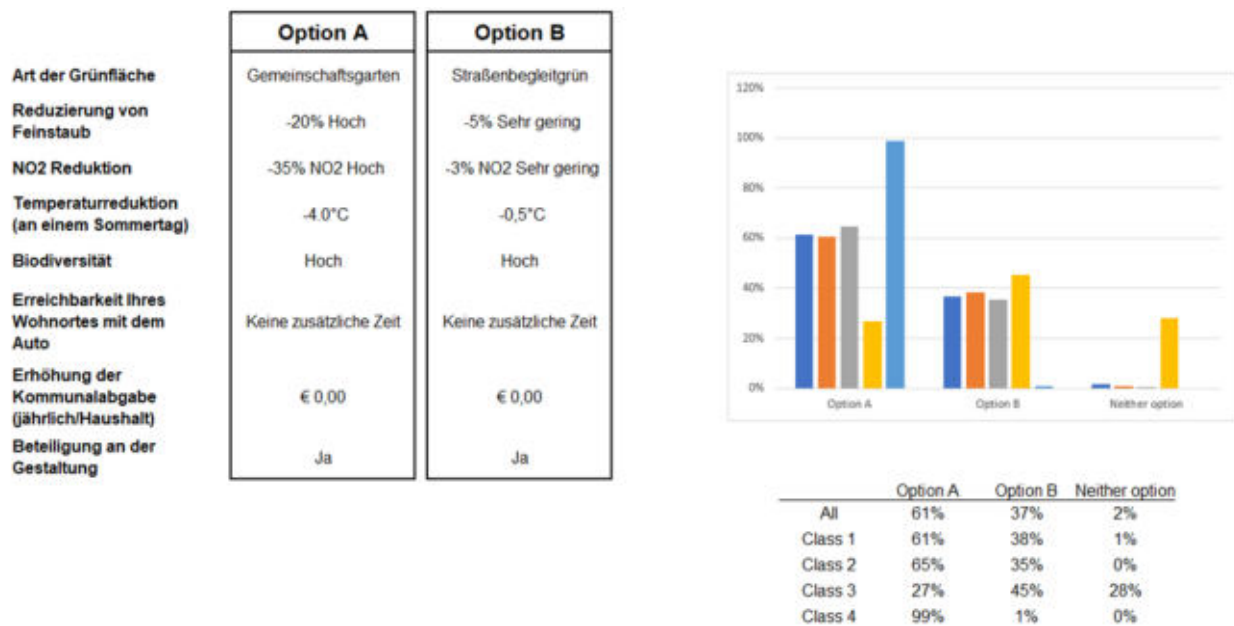 Option A Option B
Art der Grünfläche Gemeinschaftsgarten Straßenbegleitgrün
Reduzierung von
Feinstaub -20% Hoch -5% Sehr gering
NO2 Reduktion -35% NO2 Hoch -3% NO2 Sehr gering
Temperaturreduktion
(an einem Sommertag) -4.0°C -0,5°C
Biodiversität Hoch Hoch
Erreichbarkeit Ihres
Wohnortes mit dem
Auto Keine zusätzliche Zeit Keine zusätzliche Zeit
Erhöhung der
Kommunalabgabe
(jährlich/Haushalt) € 0,00 € 0,00
Beteiligung an der
Gestaltung Ja Ja
120%
100%
80%
60%
40%
20%
0%
Option A Option B Neither option
Option A Option B Neither option
All 61% 37% 2%
Class 1 61% 38% 1%
Class 2 65% 35% 0%
Class 3 27% 45% 28%
Class 4 99% 1% 0%